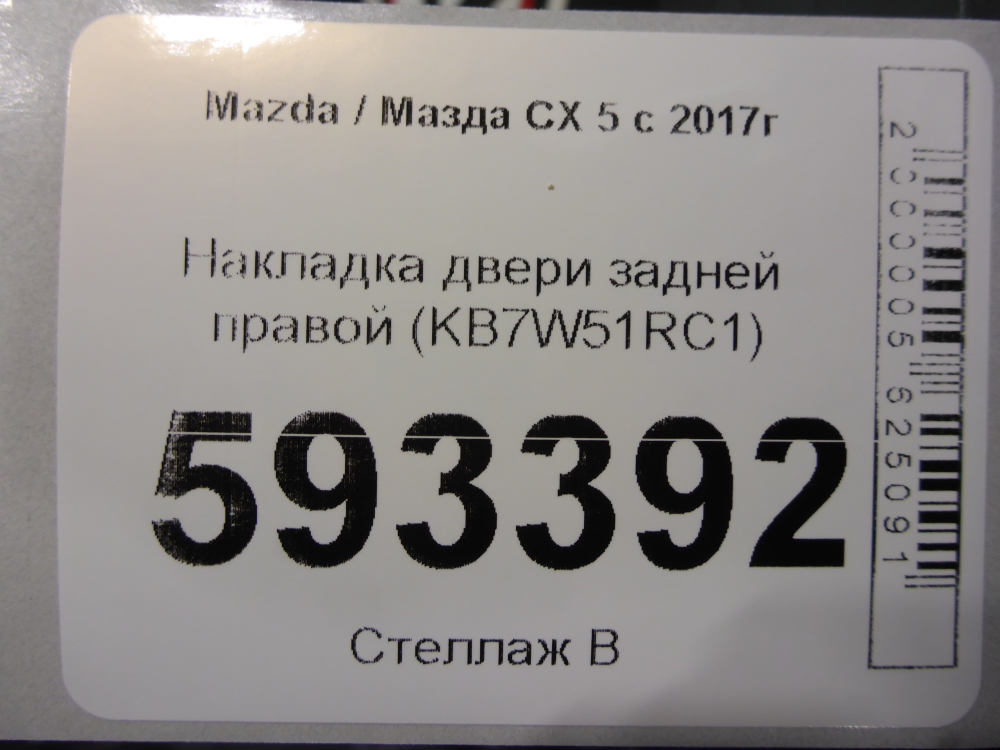 Mazda / Мазда CX 5 с 2017г
Накладка двери задней
правой (KB7W51RC1)
593392
Стеллаж В
2000005625091